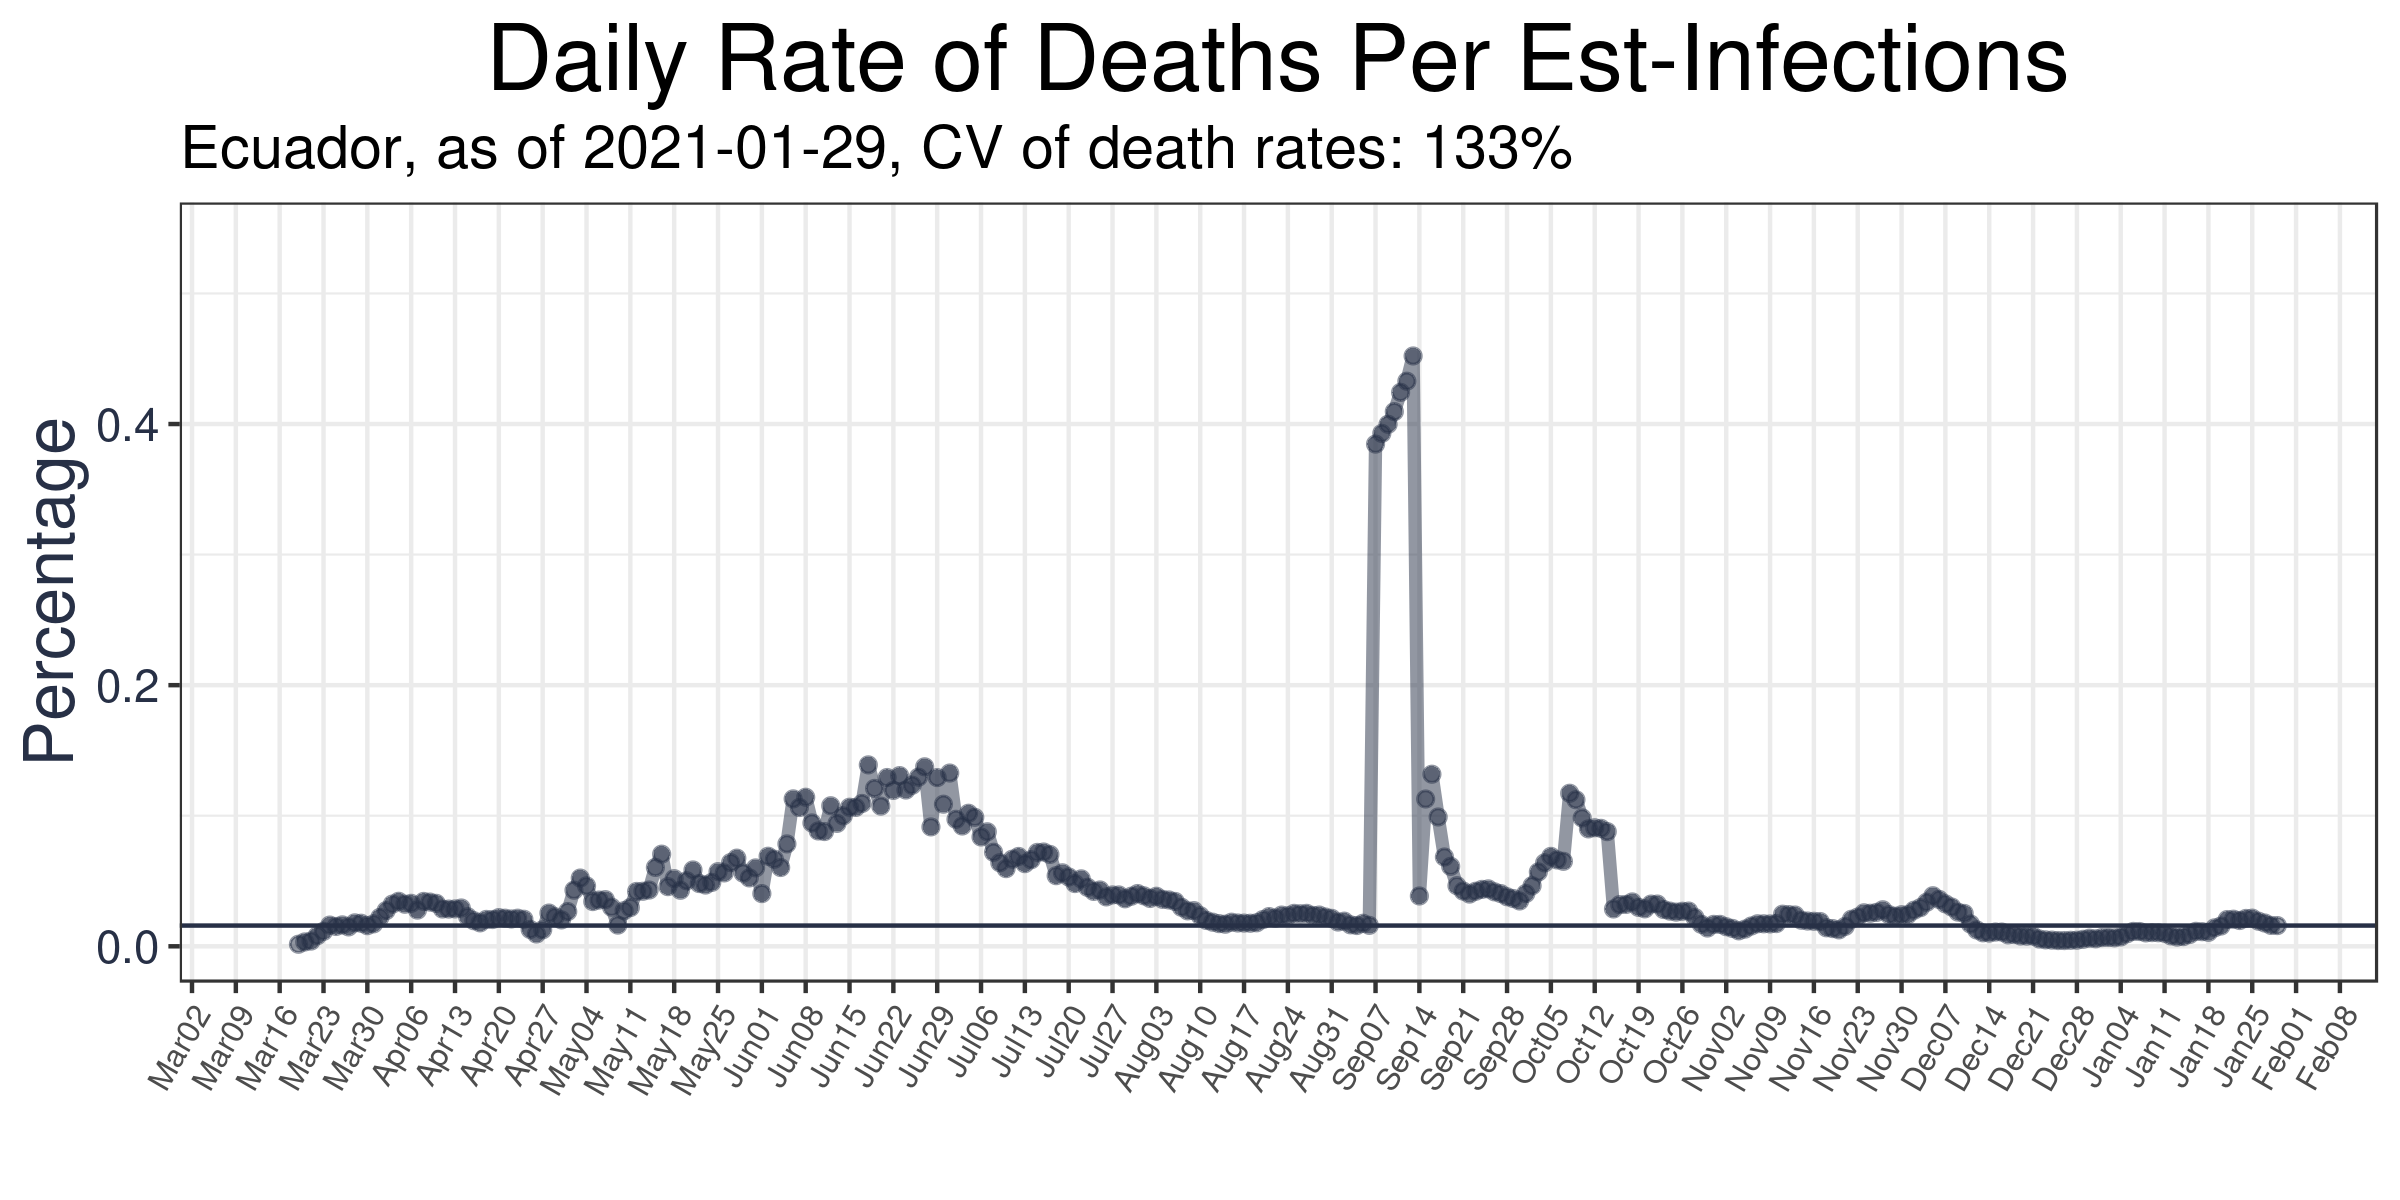 Daily Rate of Deaths Per Est-Infections
Ecuador, as of 2021-01-29, CV of death rates: 133%
Percentage
0.4
0.2
0.0
Mar02
Mar09
Mar16
Mar23
Mar30
Apr06
Apr13
Apr20
Apr27
May04
May11
May18
May25
Jun01
Jun08
Jun15
Jun22
Jun29
Jul06
Jul13
Jul20
Jul27
Aug03
Aug10
Aug17
Aug24
Aug31
Sep07
Sep14
Sep21
Sep28
Oct05
Oct12
Oct19
Oct26
Nov02
Nov09
Nov16
Nov23
Nov30
Dec07
Dec14
Dec21
Dec28
Jan04
Jan11
Jan18
Jan25
Feb01
Feb08